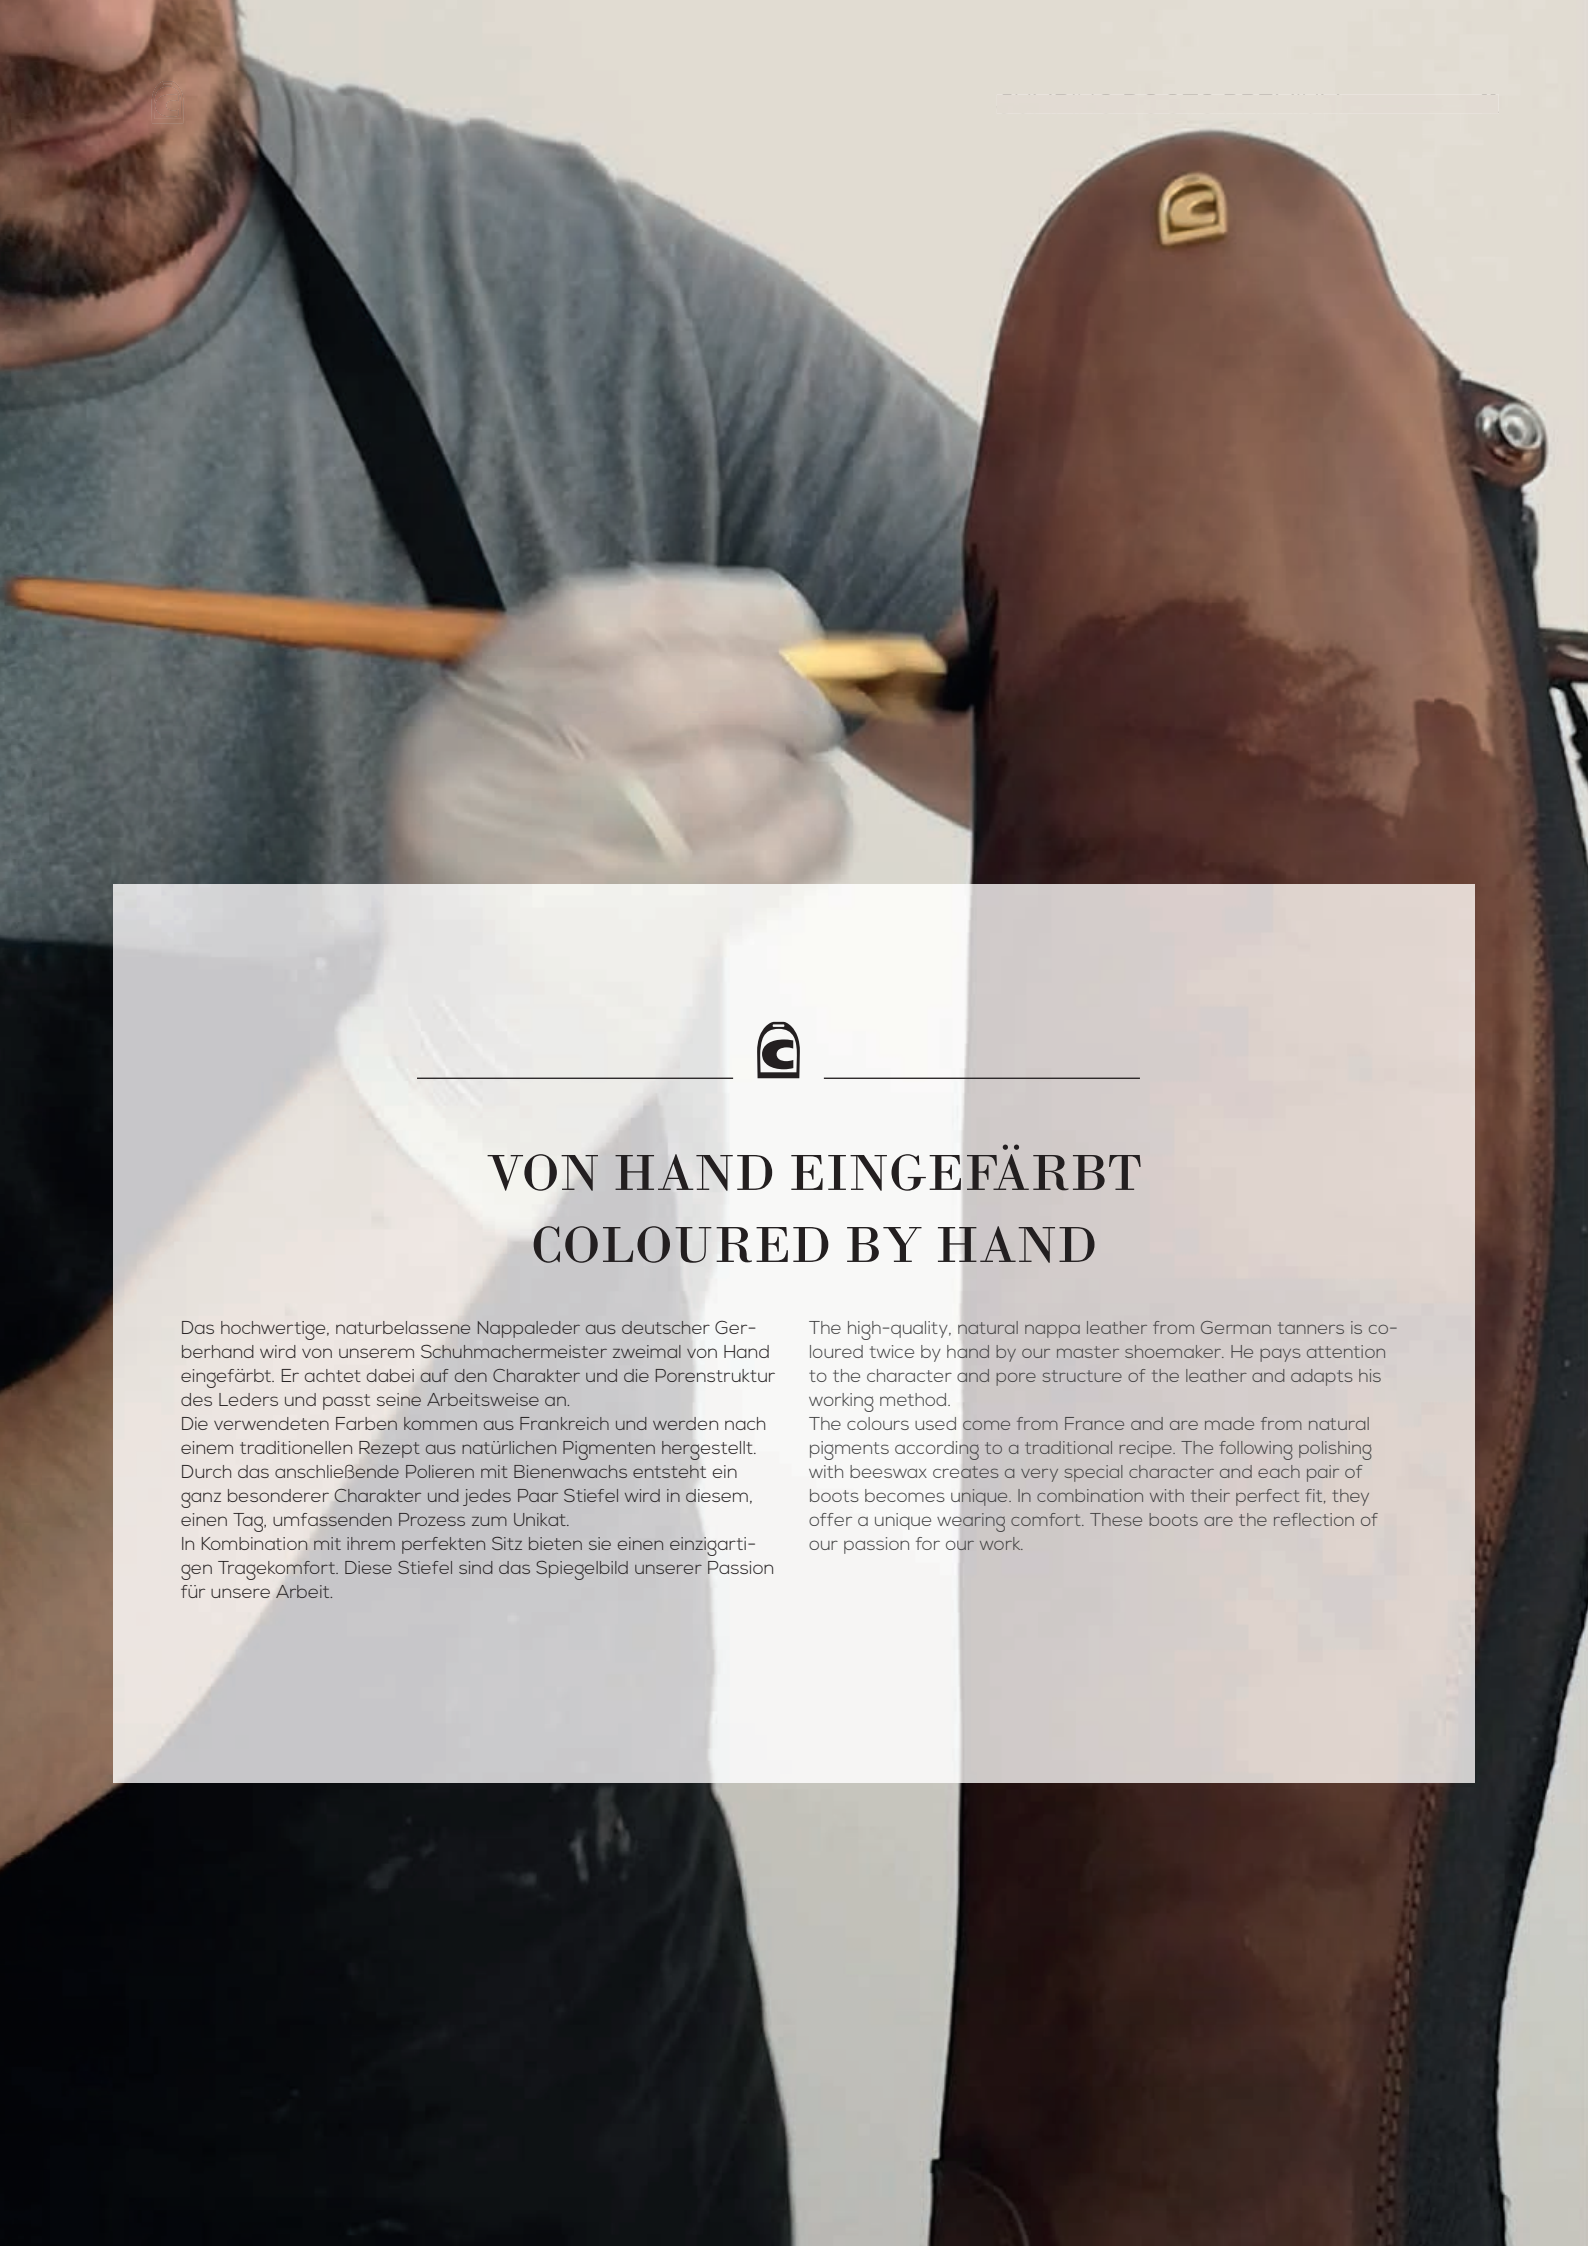 C
C
VON HAND EINGEFÄRBT
COLOURED BY HAND
Das hochwertige, naturbelassene Nappaleder aus deutscher Ger-
berhand wird von unserem Schuhmachermeister zweimal von Hand
eingefärbt. Er achtet dabei auf den Charakter und die Porenstruktur
des Leders und passt seine Arbeitsweise an.
Die verwendeten Farben kommen aus Frankreich und werden nach
einem traditionellen Rezept aus natürlichen Pigmenten hergestellt.
Durch das anschließende Polieren mit Bienenwachs entsteht ein
ganz besonderer Charakter und jedes Paar Stiefel wird in diesem,
einen Tag, umfassenden Prozess zum Unikat.
In Kombination mit ihrem perfekten Sitz bieten sie einen einzigarti-
gen Tragekomfort. Diese Stiefel sind das Spiegelbild unserer Passion
für unsere Arbeit.
The high-quality, natural nappa leather from German tanners is co-
loured twice by hand by our master shoemaker. He pays attention
to the character and pore structure of the leather and adapts his
working method.
The colours used come from France and are made from natural
pigments according to a traditional recipe. The following polishing
with beeswax creates a very special character and each pair of
boots becomes unique. In combination with their perfect fit, they
offer a unique wearing comfort. These boots are the reflection of
our passion for our work.